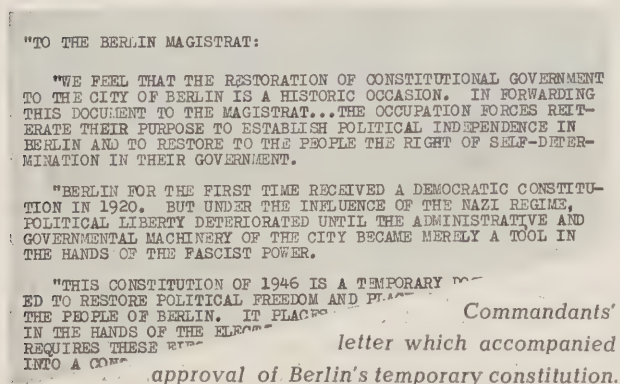 "TO THE BERLIN MAGISTRAT:
"WE FEEL THAT THE RESTORATION OF CONSTITUTIONAL GOVERNMENT
TO THE CITY OF BERLIN IS A HISTORIC OCCASION. IN FORWARDING
THIS DOCUMENT TO THE MAGISTRAT...THE OCCUPATION FORCES REIT-
ERATE THEIR PURPOSE TO ESTABLISH POLITICAL INDEPENDENCE IN
BERLIN AND TO RESTORE TO THE PEOPLE THE RIGHT OF SELF-DETER-
MINATION IN THEIR GOVERNMENT.
"BERLIN FOR THE FIRST TIME RECEIVED A DEMOCRATIC CONSTITU-
TION IN 1920. BUT UNDER THE INFLUENCE OF THE NAZI REGIME,
POLITICAL LIBERTY DETERIORATED UNTIL THE ADMINISTRATIVE AND
GOVERNMENTAL MACHINERY OF THE CITY BECAME MERELY A TOOL IN
THE HANDS OF THE FASCIST POWER.
"THIS CONSTITUTION OF 1946 IS A TEMPORARY
ED TO RESTORE POLITICAL FREEDOM AND
THE PEOPLE OF BERLIN. IT PLACES
IN THE HANDS OF THE
REQUIRES THESE
INTO A
Commandants'
letter which accompanied
approval of Berlin's temporary constitution.